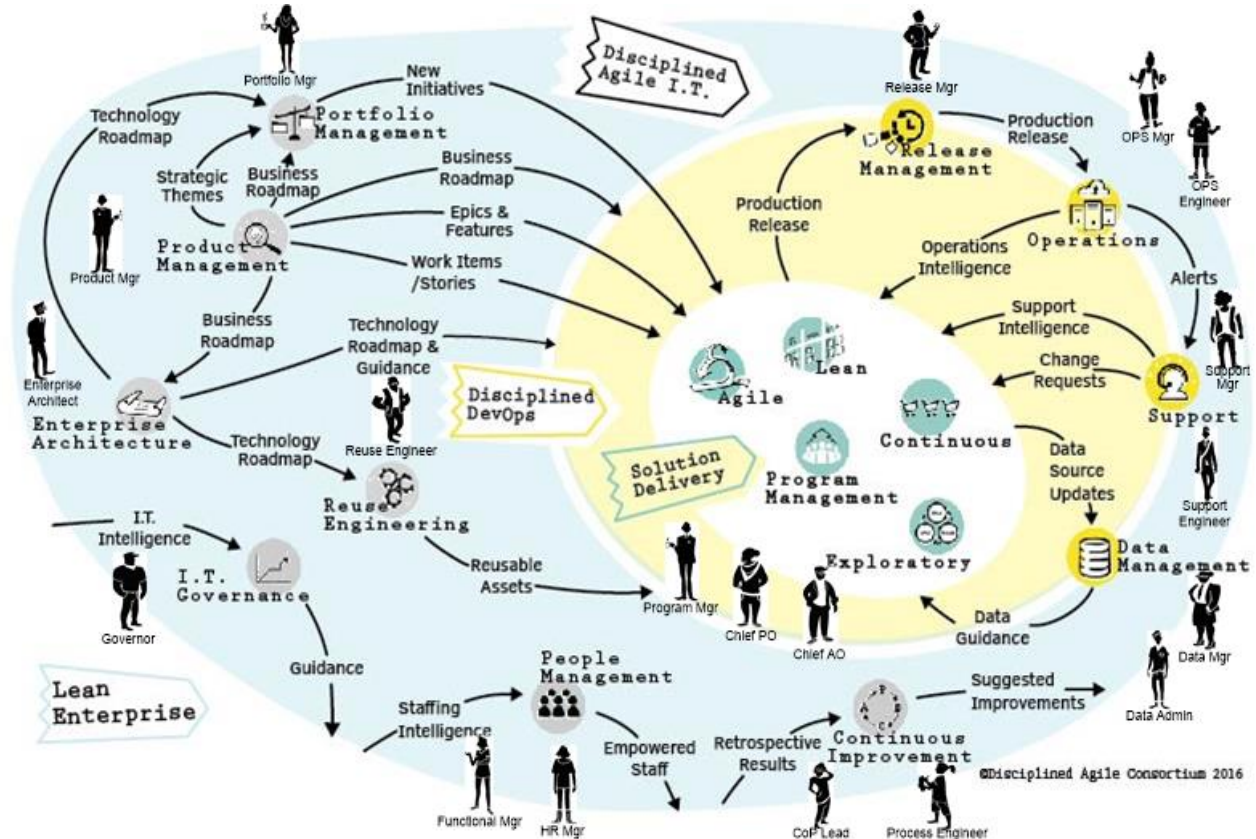 Portfolio Mgr
New
Initiatives
Disciplined
Agile I.T.
Release Mgr
OPS Mgr
OPS
Engineer
Technology
Roadmap
Portfolio
Management
Production
Release
Release
Management
Strategic
Themes
Business
Roadmap
Business
Roadmap
Epics &
Features
Production
Release
Operations
Operations
Intelligence
Product
Management
Product Mgr
Work Items
/Stories
Alerts
Business
Roadmap
Technology
Roadmap &
Guidance
Support
Intelligence
Support
Mgr
Change
Requests
Enterprise
Architect
Enterprise
Architecture
Lean
Agile
Disciplined
DevOps
Support
Continuous
Technology
Roadmap
Reuse Engineer
Reuse
Engineering
Solution
Delivery
Program
Management
Data
Source
Updates
Support
Engineer
I.T.
Intelligence
I.T.
Governance
Governor
Reusable
Assets
Exploratory
Data
Management
Program Mgr
Chief PO
Chief AO
Data
Guidance
Data Mgr
Guidance
People
Management
Suggested
Improvements
Data Admin
Lean
Enterprise
Staffing
Intelligence
Empowered
Staff
Retrospective
Results
A P S C
Continuous
Improvement
©Disciplined Agile Consortium 2016
Functional Mgr
HR Mgr
CoP Lead
Process Engineer